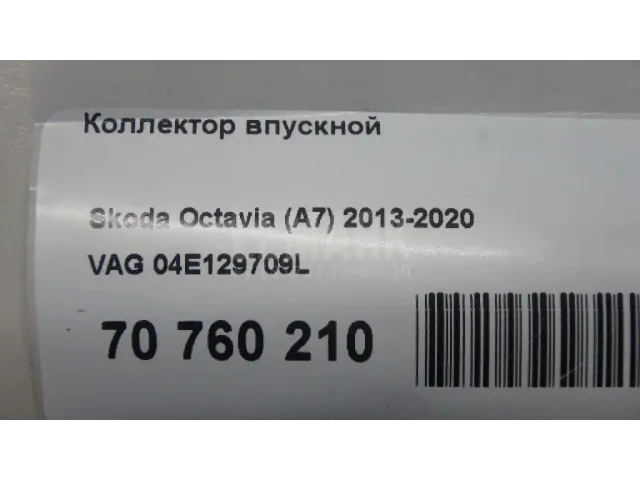 Коллектор впускной
Skoda Octavia (A7) 2013-2020
VAG 04E129709L
70 760 210